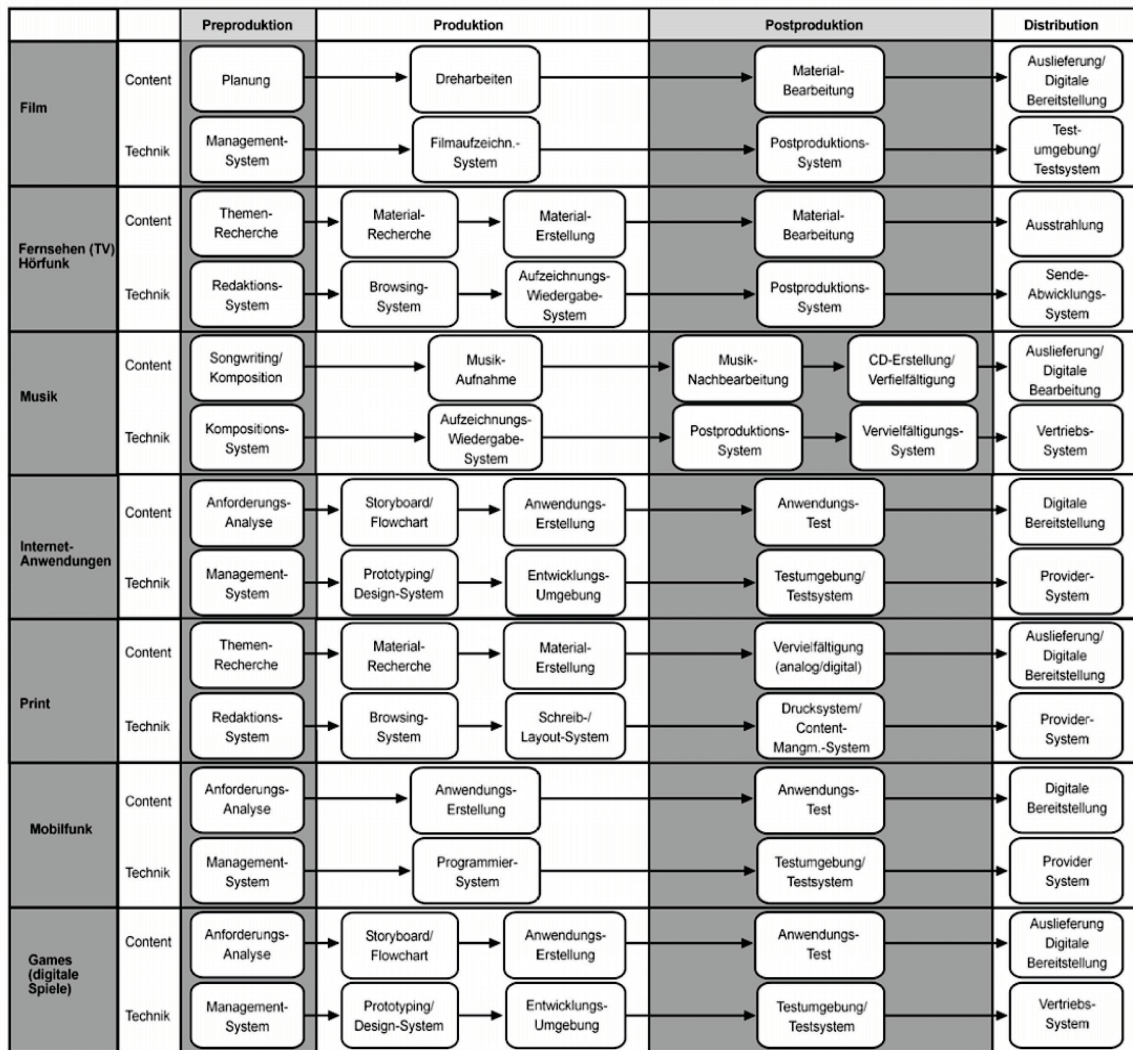 Preproduktion
Produktion
Postproduktion
Distribution
Film
Content
Planung
Dreharbeiten
Material-
Bearbeitung
Auslieferung/
Digitale
Bereitstellung
Technik
Management-
System
Filmaufzeichn.-
System
Postproduktions-
System
Test-
umgebung/
Testsystem
Fernsehen (TV)
Hörfunk
Content
Themen-
Recherche
Material-
Recherche
Material-
Erstellung
Material-
Bearbeitung
Ausstrahlung
Technik
Redaktions-
System
Browsing-
System
Aufzeichnungs-
Wiedergabe-
System
Postproduktions-
System
Sende-
Abwicklungs-
System
Musik
Content
Songwriting/
Komposition
Musik-
Aufnahme
Musik-
Nachbearbeitung
CD-Erstellung/
Verfielfältigung
Auslieferung/
Digitale
Bearbeitung
Technik
Kompositions-
System
Aufzeichnungs-
Wiedergabe-
System
Postproduktions-
System
Vervielfältigungs-
System
Vertriebs-
System
Internet-
Anwendungen
Content
Anforderungs-
Analyse
Storyboard/
Flowchart
Anwendungs-
Erstellung
Anwendungs-
Test
Digitale
Bereitstellung
Technik
Management-
System
Prototyping/
Design-System
Entwicklungs-
Umgebung
Testumgebung/
Testsystem
Provider-
System
Print
Content
Themen-
Recherche
Material-
Recherche
Material-
Erstellung
Vervielfältigung
(analog/digital)
Auslieferung/
Digitale
Bereitstellung
Technik
Redaktions-
System
Browsing-
System
Schreib-/
Layout-System
Drucksystem/
Content-
Mangm.-System
Provider-
System
Mobilfunk
Content
Anforderungs-
Analyse
Anwendungs-
Erstellung
Anwendungs-
Test
Digitale
Bereitstellung
Technik
Management-
System
Programmier-
System
Testumgebung/
Testsystem
Provider
System
Games
(digitale
Spiele)
Content
Anforderungs-
Analyse
Storyboard/
Flowchart
Anwendungs-
Erstellung
Anwendungs-
Test
Auslieferung
Digitale
Bereitstellung
Technik
Management-
System
Prototyping/
Design-System
Entwicklungs-
Umgebung
Testumgebung/
Testsystem
Vertriebs-
System